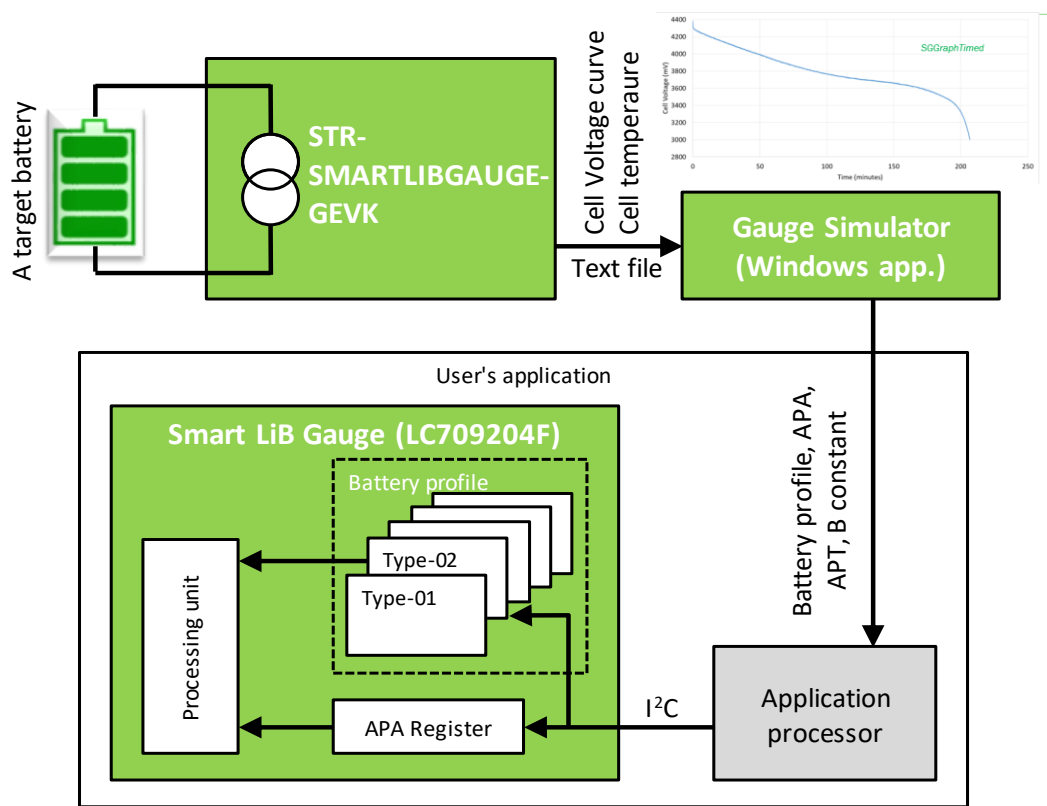 A target battery
STR-
SMARTLIBGAUGE-
GEVK
Cell Voltage curve
Cell temperaure
Text file
SGGraphTimed
Cell Voltage (mV)
4400
4200
4000
3800
3600
3400
3200
3000
2800
0
50
100
150
200
250
Time (minutes)
Gauge Simulator
(Windows app.)
Battery profile, APA,
APT, B constant
User's application
Smart LiB Gauge (LC709204F)
Battery profile
Type-02
Type-01
Processing unit
APA Register
I²C
Application
processor